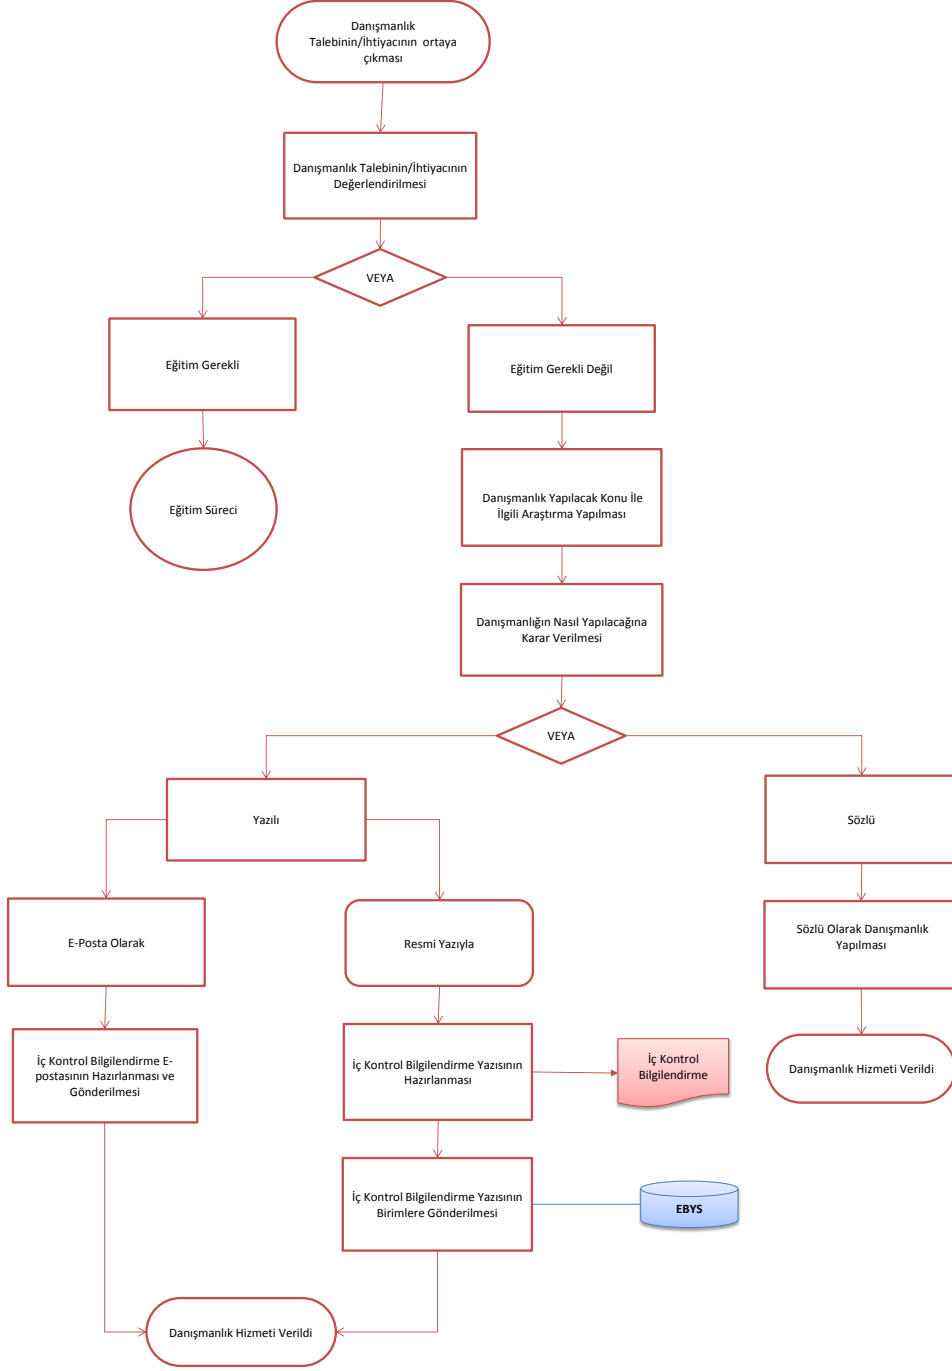 Danışmanlık
Talebinin/İhtiyacının ortaya
çıkması
Danışmanlık Talebinin/İhtiyacının
Değerlendirilmesi
VEYA
Eğitim Gerekli
Eğitim Gerekli Değil
Eğitim Süreci
Danışmanlık Yapılacak Konu İle
İlgili Araştırma Yapılması
Danışmanlığın Nasıl Yapılacağına
Karar Verilmesi
VEYA
Yazılı
Sözlü
E-Posta Olarak
Resmi Yazıyla
Sözlü Olarak Danışmanlık
Yapılması
İç Kontrol Bilgilendirme E-
postasının Hazırlanması ve
Gönderilmesi
İç Kontrol Bilgilendirme Yazısının
Hazırlanması
İç Kontrol
Bilgilendirme
Danışmanlık Hizmeti Verildi
İç Kontrol Bilgilendirme Yazısının
Birimlere Gönderilmesi
EBYS
Danışmanlık Hizmeti Verildi